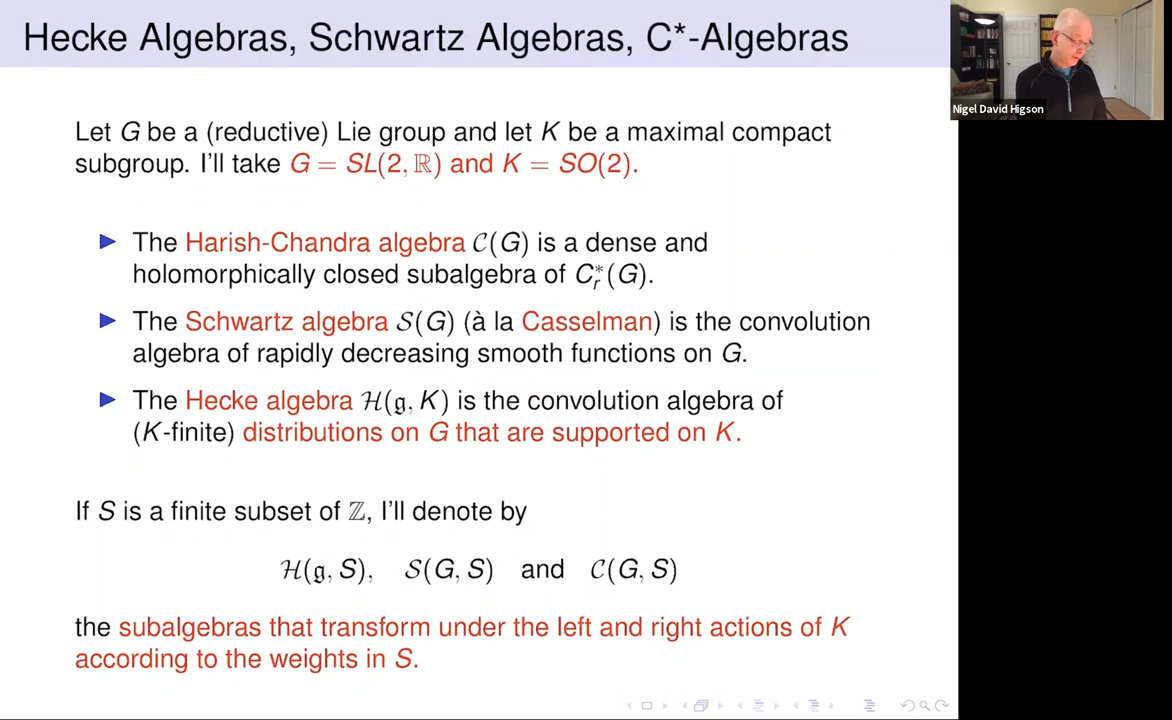 Hecke Algebras, Schwartz Algebras, C*-Algebras
Nigel David Higson
Let G be a (reductive) Lie group and let K be a maximal compact
subgroup. I'll take G = SL(2, ℝ) and K = SO(2).
▶ The Harish-Chandra algebra 𝒞(G) is a dense and
holomorphically closed subalgebra of C*ᵣ(G).
▶ The Schwartz algebra 𝒮(G) (à la Casselman) is the convolution
algebra of rapidly decreasing smooth functions on G.
▶ The Hecke algebra ℋ(𝔤, K) is the convolution algebra of
(K-finite) distributions on G that are supported on K.
If S is a finite subset of ℤ, I'll denote by
ℋ(𝔤, S), 𝒮(G, S) and 𝒞(G, S)
the subalgebras that transform under the left and right actions of K
according to the weights in S.